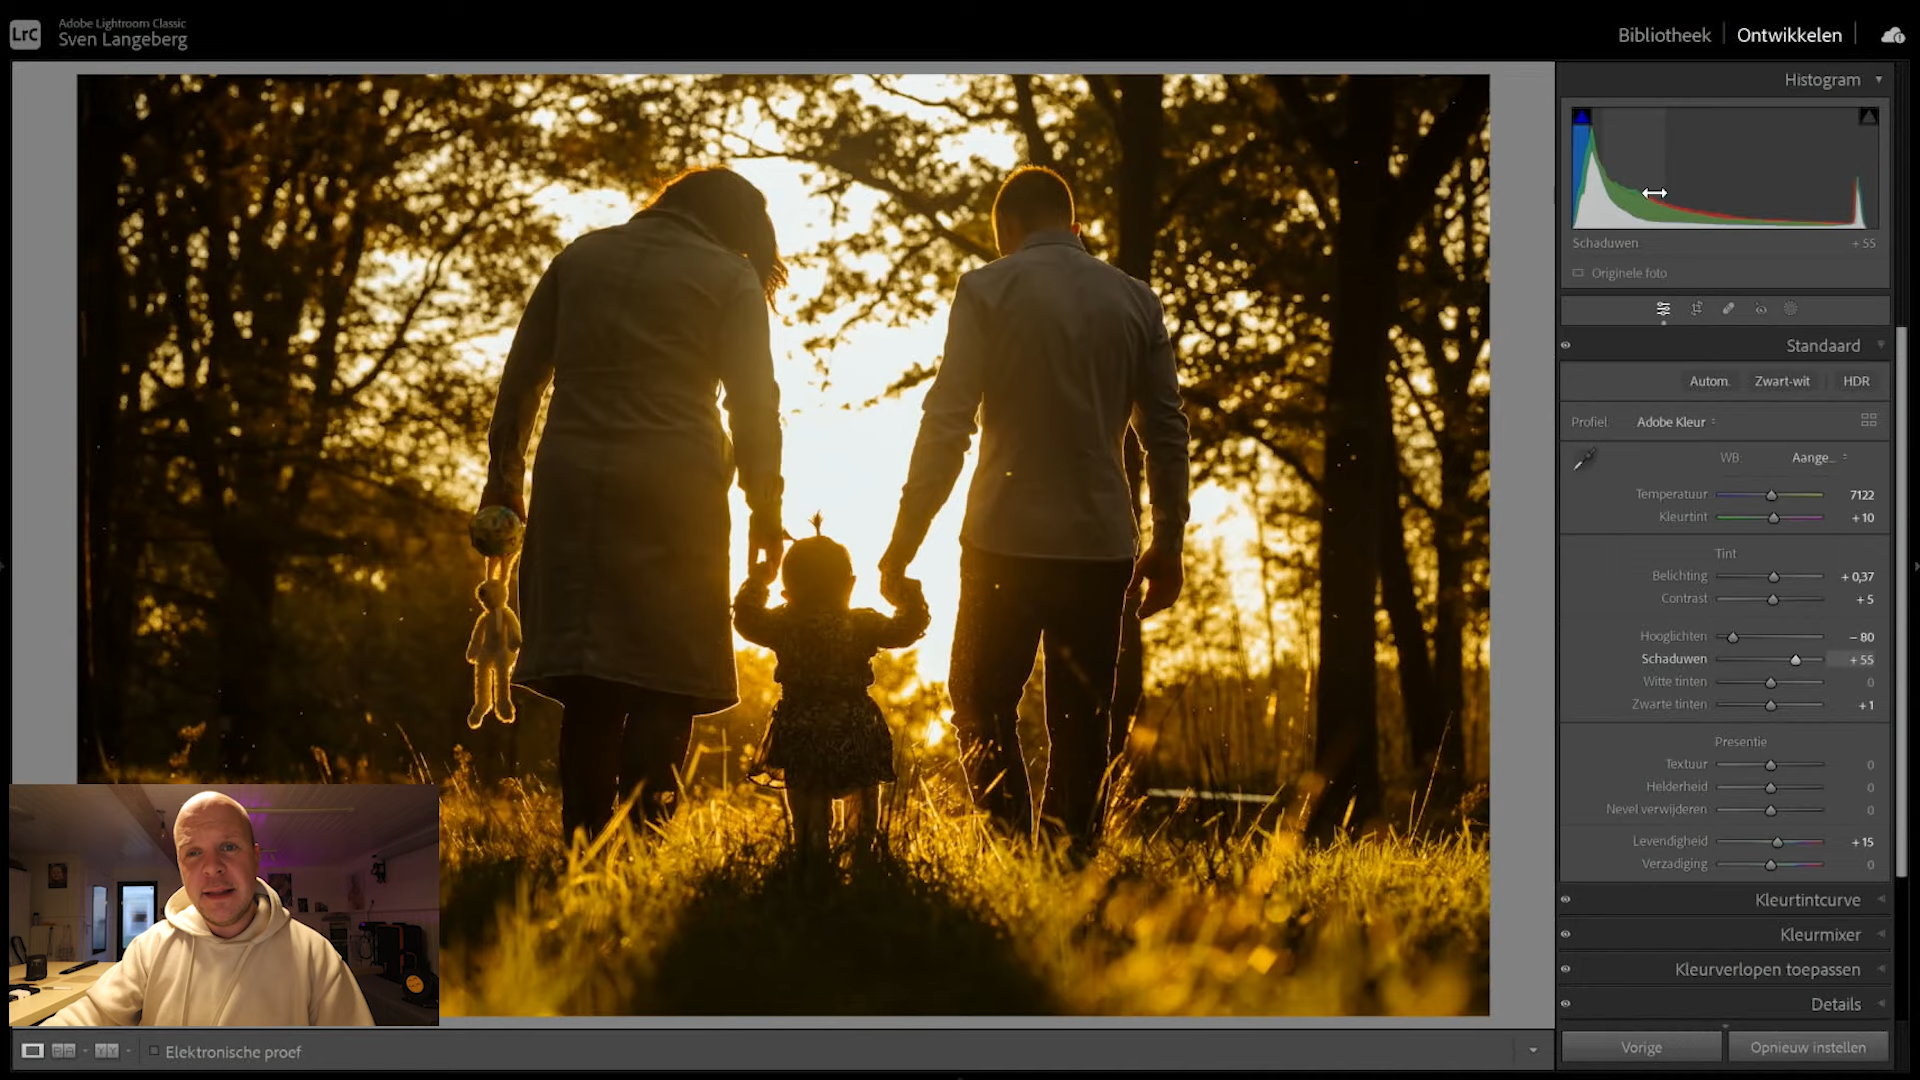 LrC
Adobe Lightroom Classic
Sven Langeberg
Bibliotheek
Ontwikkelen
Histogram
Schaduwen + 55
Originele foto
Standaard
Autom. Zwart-wit HDR
Profiel: Adobe Kleur
WB: Aange...
Temperatuur 7122
Kleurtint + 10
Tint
Belichting + 0,37
Contrast + 5
Hooglichten – 80
Schaduwen + 55
Witte tinten 0
Zwarte tinten + 1
Presentie
Textuur 0
Helderheid 0
Nevel verwijderen 0
Levendigheid + 15
Verzadiging 0
Kleurtintcurve
Kleurmixer
Kleurverlopen toepassen
Details
Elektronische proef
Vorige
Opnieuw instellen